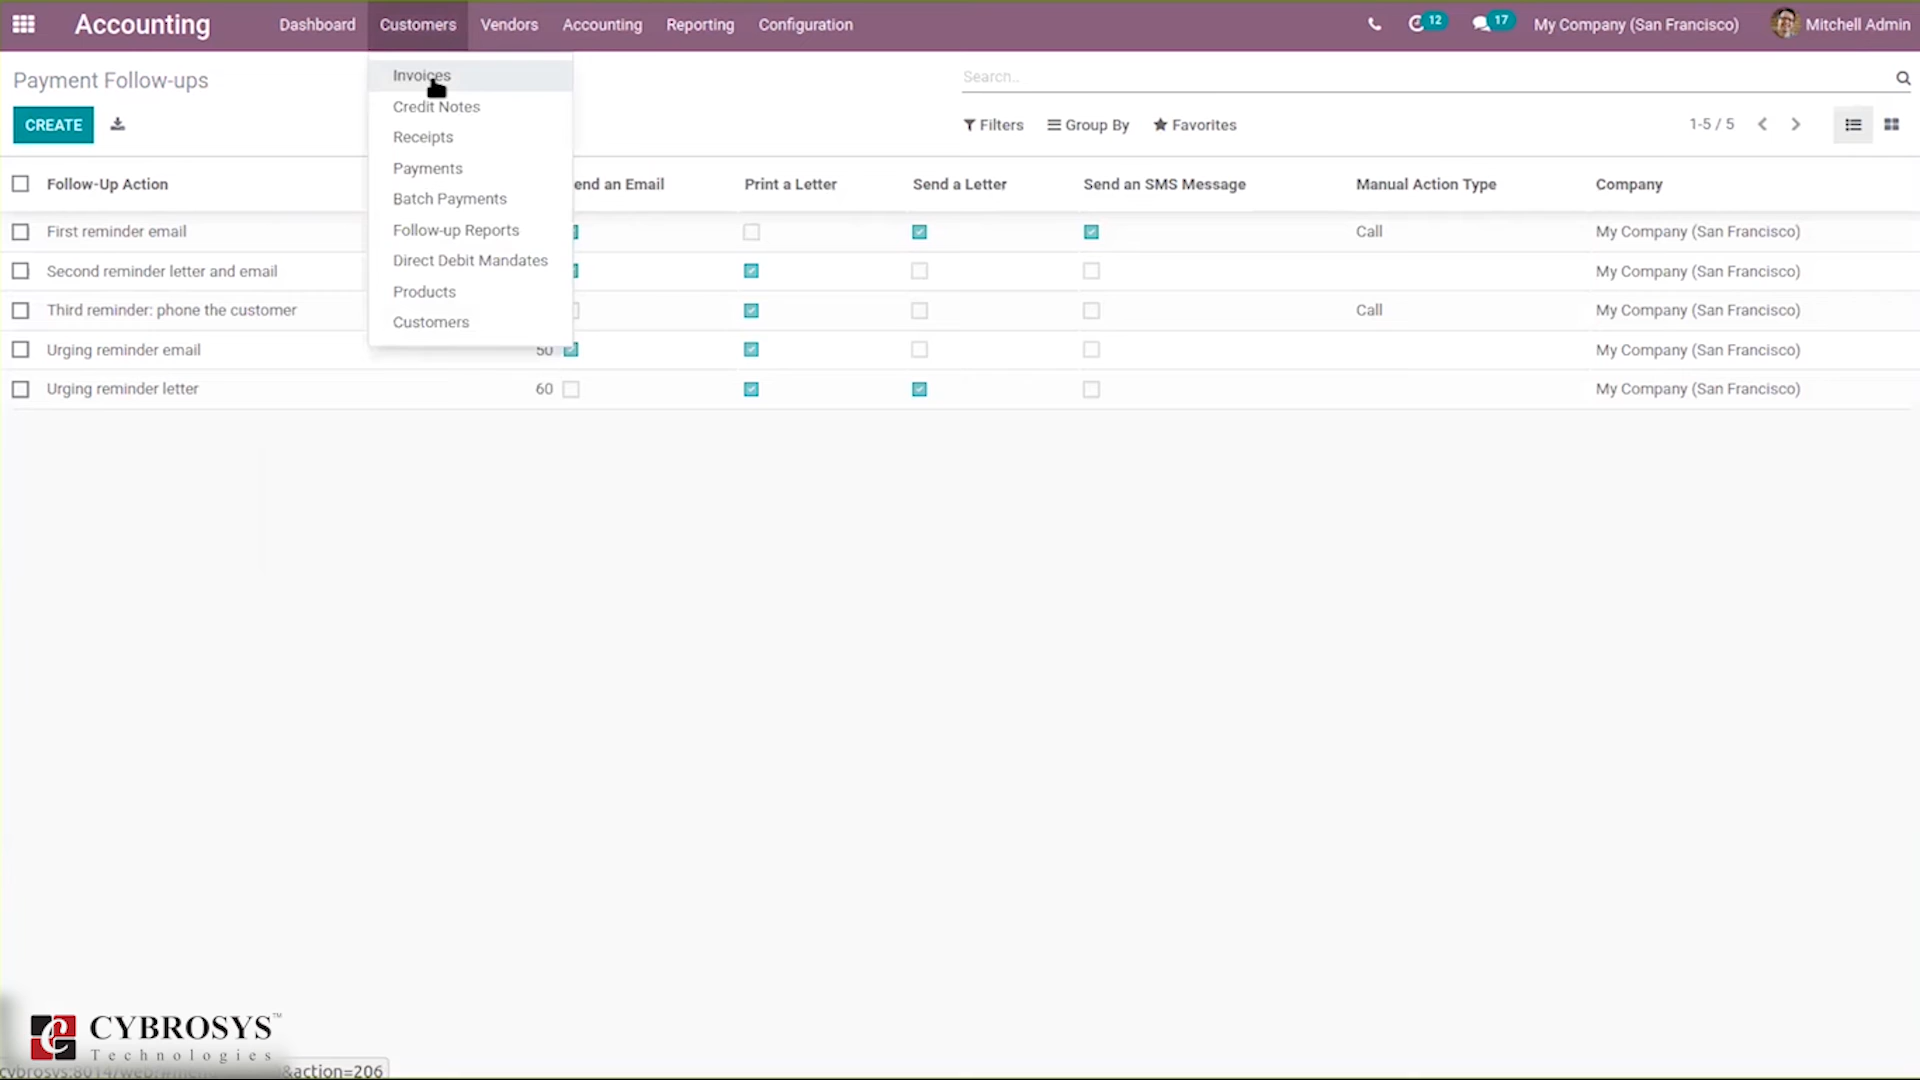 Accounting Dashboard Customers Vendors Accounting Reporting Configuration 12 17 My Company (San Francisco) Mitchell Admin
Payment Follow-ups
Search...
CREATE
Filters Group By Favorites 1-5 / 5
Invoices
Credit Notes
Receipts
Payments
Batch Payments
Follow-up Reports
Direct Debit Mandates
Products
Customers
Follow-Up Action end an Email Print a Letter Send a Letter Send an SMS Message Manual Action Type Company
First reminder email Call My Company (San Francisco)
Second reminder letter and email My Company (San Francisco)
Third reminder: phone the customer Call My Company (San Francisco)
Urging reminder email 50 My Company (San Francisco)
Urging reminder letter 60 My Company (San Francisco)
CYBROSYS™
Technologies
&action=206